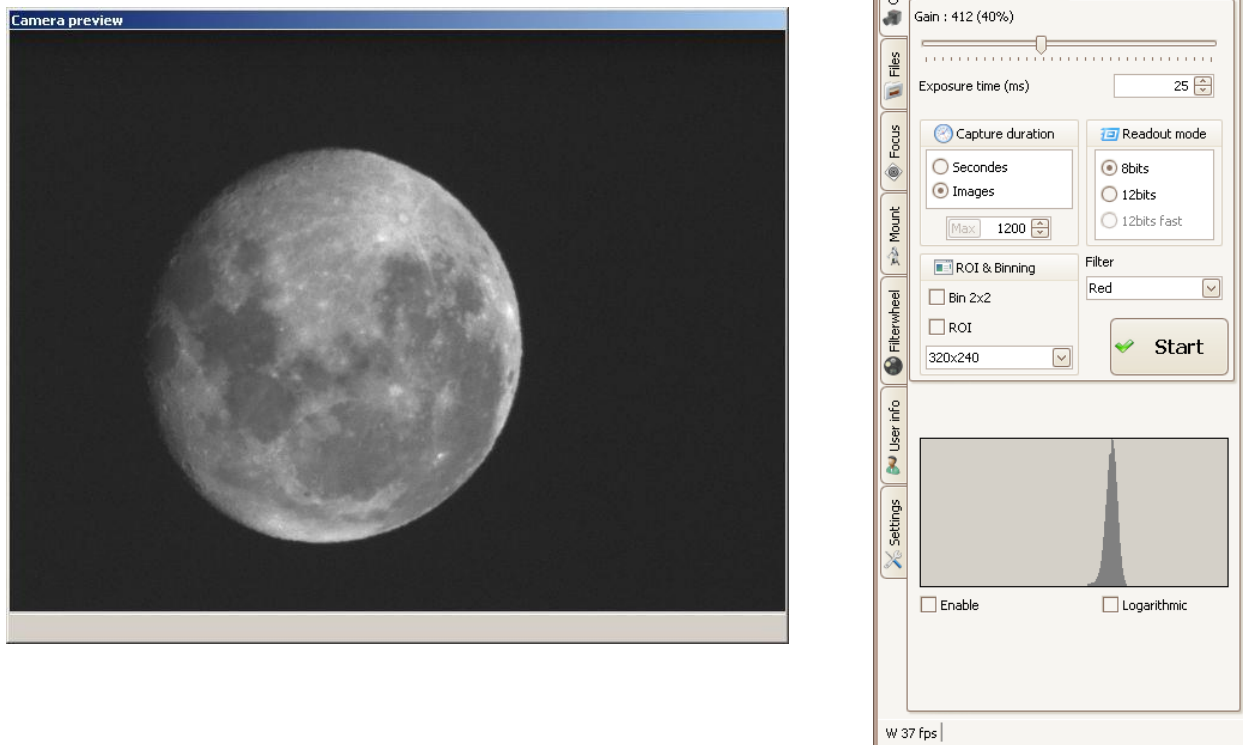 Camera preview
Gain : 412 (40%)
Exposure time (ms)
25
Capture duration
Secondes
Images
Max
1200
Readout mode
8bits
12bits
12bits fast
ROI & Binning
Bin 2x2
ROI
320x240
Filter
Red
Start
Files
Focus
Mount
Filterwheel
User info
Settings
Enable
Logarithmic
W 37 fps